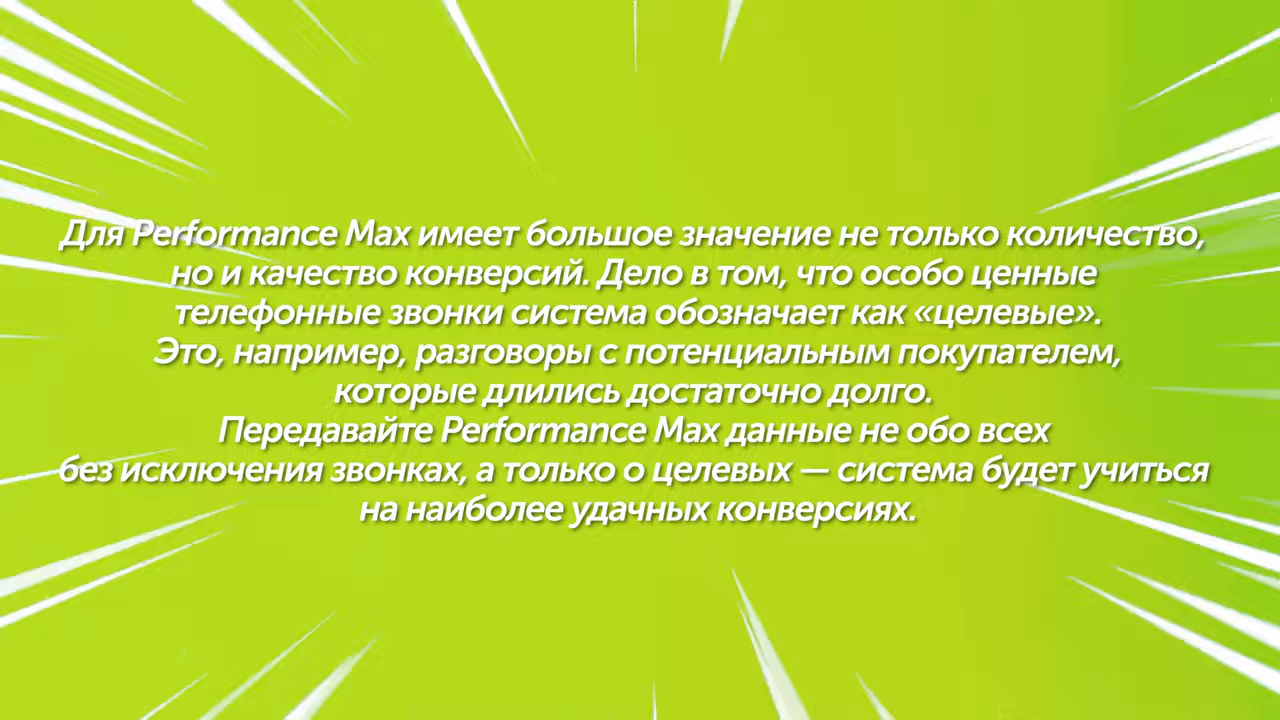 Для Performance Max имеет большое значение не только количество,
но и качество конверсий. Дело в том, что особо ценные
телефонные звонки система обозначает как «целевые».
Это, например, разговоры с потенциальным покупателем,
которые длились достаточно долго.
Передавайте Performance Max данные не обо всех
без исключения звонках, а только о целевых — система будет учиться
на наиболее удачных конверсиях.